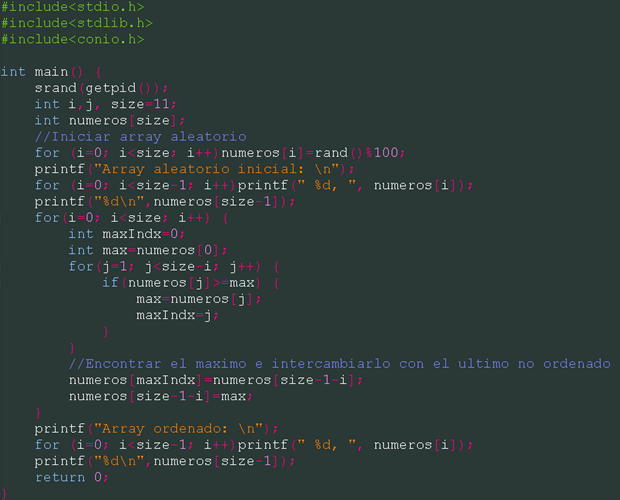 #include<stdio.h>
#include<stdlib.h>
#include<conio.h>

int main() {
    srand(getpid());
    int i,j, size=11;
    int numeros[size];
    //Iniciar array aleatorio
    for (i=0; i<size; i++)numeros[i]=rand()%100;
    printf("Array aleatorio inicial: \n");
    for (i=0; i<size-1; i++)printf(" %d, ", numeros[i]);
    printf("%d\n",numeros[size-1]);
    for(i=0; i<size; i++) {
        int maxIndx=0;
        int max=numeros[0];
        for(j=1; j<size-i; j++) {
            if(numeros[j]>=max) {
                max=numeros[j];
                maxIndx=j;
            }
        }
        //Encontrar el maximo e intercambiarlo con el ultimo no ordenado
        numeros[maxIndx]=numeros[size-1-i];
        numeros[size-1-i]=max;
    }
    printf("Array ordenado: \n");
    for (i=0; i<size-1; i++)printf(" %d, ", numeros[i]);
    printf("%d\n",numeros[size-1]);
    return 0;
}